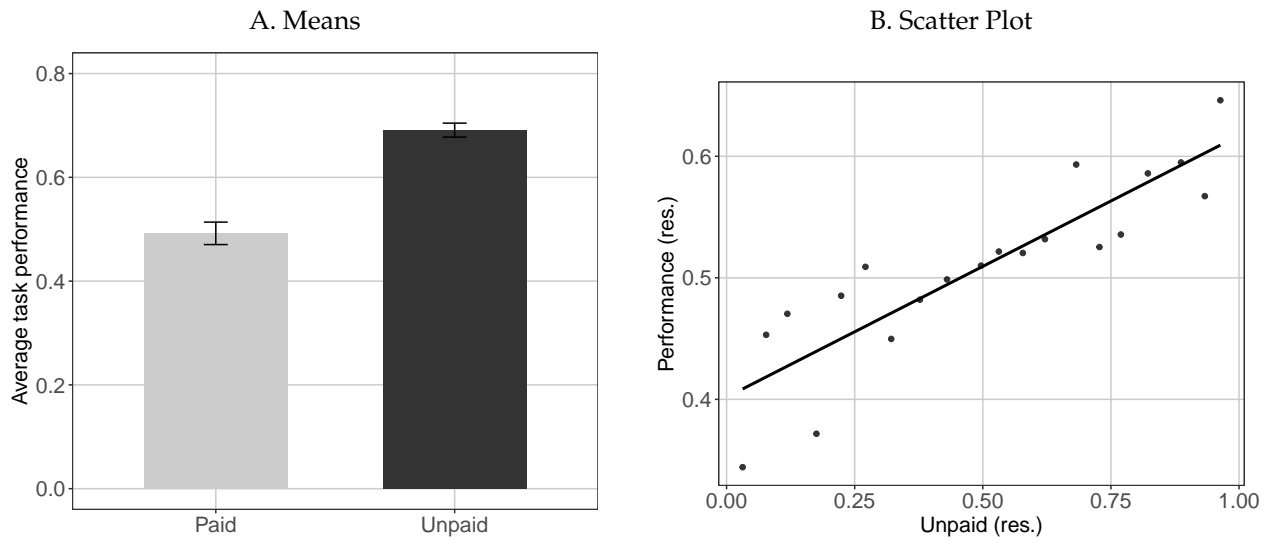 A. Means
Average task performance
0.8
0.6
0.4
0.2
0.0
Paid
Unpaid
B. Scatter Plot
Performance (res.)
0.6
0.5
0.4
0.00
0.25
0.50
0.75
1.00
Unpaid (res.)